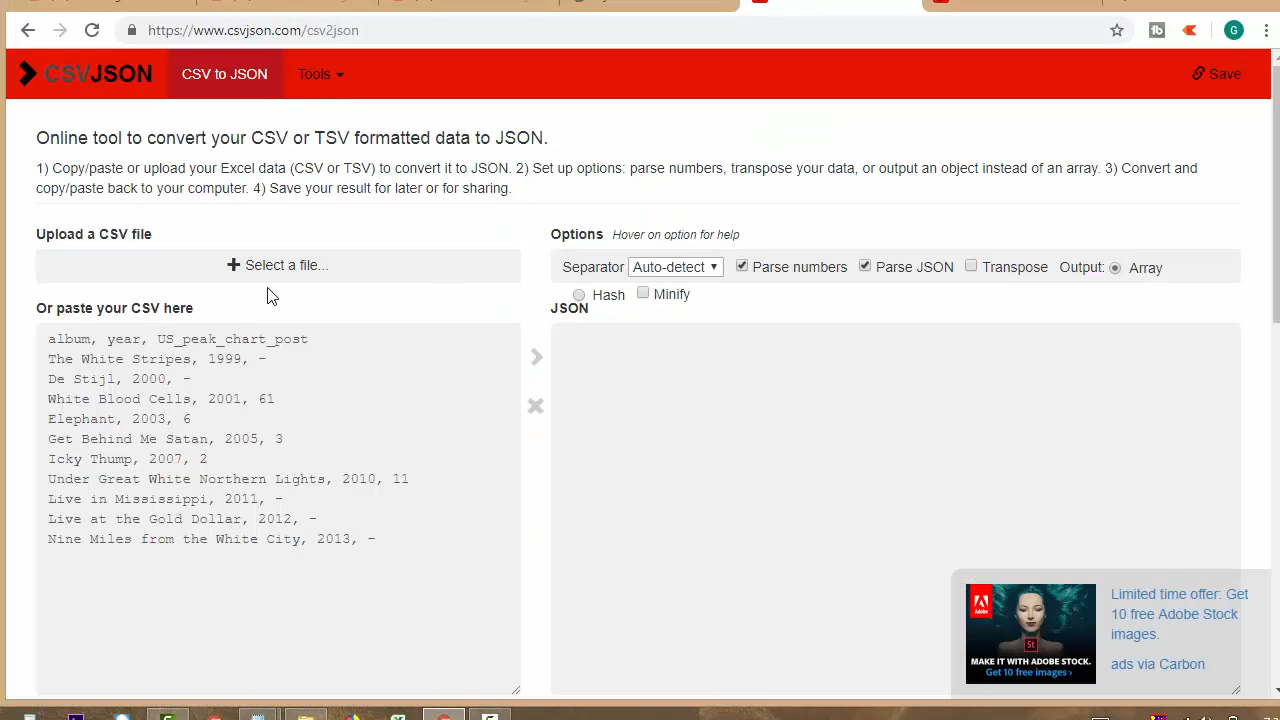 https://www.csvjson.com/csv2json
G
CSVJSON
CSV to JSON
Tools
Save
Online tool to convert your CSV or TSV formatted data to JSON.
1) Copy/paste or upload your Excel data (CSV or TSV) to convert it to JSON. 2) Set up options: parse numbers, transpose your data, or output an object instead of an array. 3) Convert and
copy/paste back to your computer. 4) Save your result for later or for sharing.
Upload a CSV file
Select a file...
Options Hover on option for help
Separator Auto-detect Parse numbers Parse JSON Transpose Output: Array
Hash Minify
Or paste your CSV here
album, year, US_peak_chart_post
The White Stripes, 1999, -
De Stijl, 2000, -
White Blood Cells, 2001, 61
Elephant, 2003, 6
Get Behind Me Satan, 2005, 3
Icky Thump, 2007, 2
Under Great White Northern Lights, 2010, 11
Live in Mississippi, 2011, -
Live at the Gold Dollar, 2012, -
Nine Miles from the White City, 2013, -
JSON
Adobe
St
MAKE IT WITH ADOBE STOCK.
Get 10 free images ›
Limited time offer: Get
10 free Adobe Stock
images.
ads via Carbon